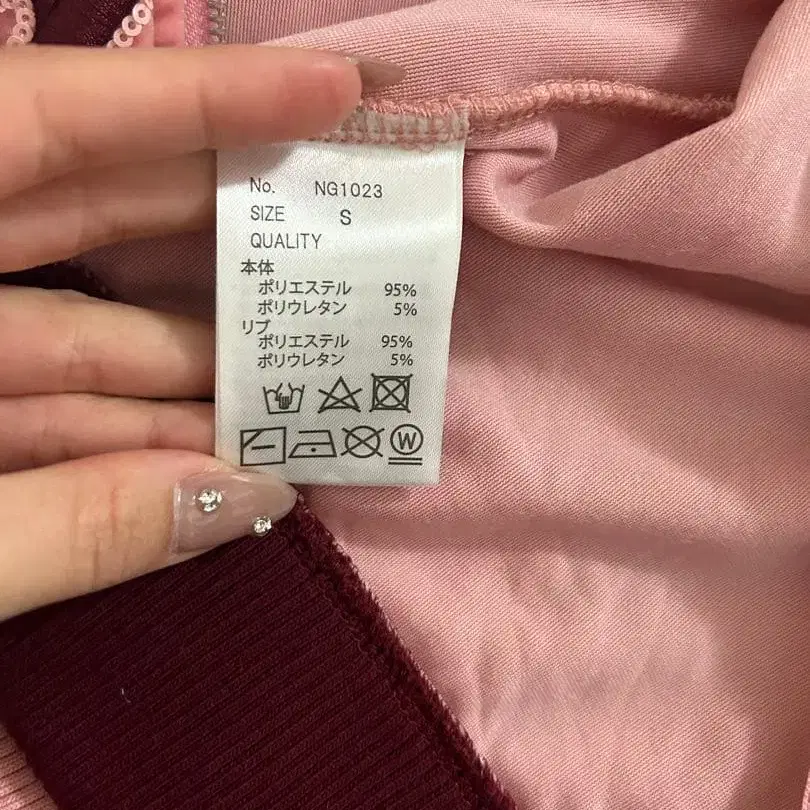 No. NG1023
SIZE S
QUALITY
本体
ポリエステル 95%
ポリウレタン 5%
リブ
ポリエステル 95%
ポリウレタン 5%
W